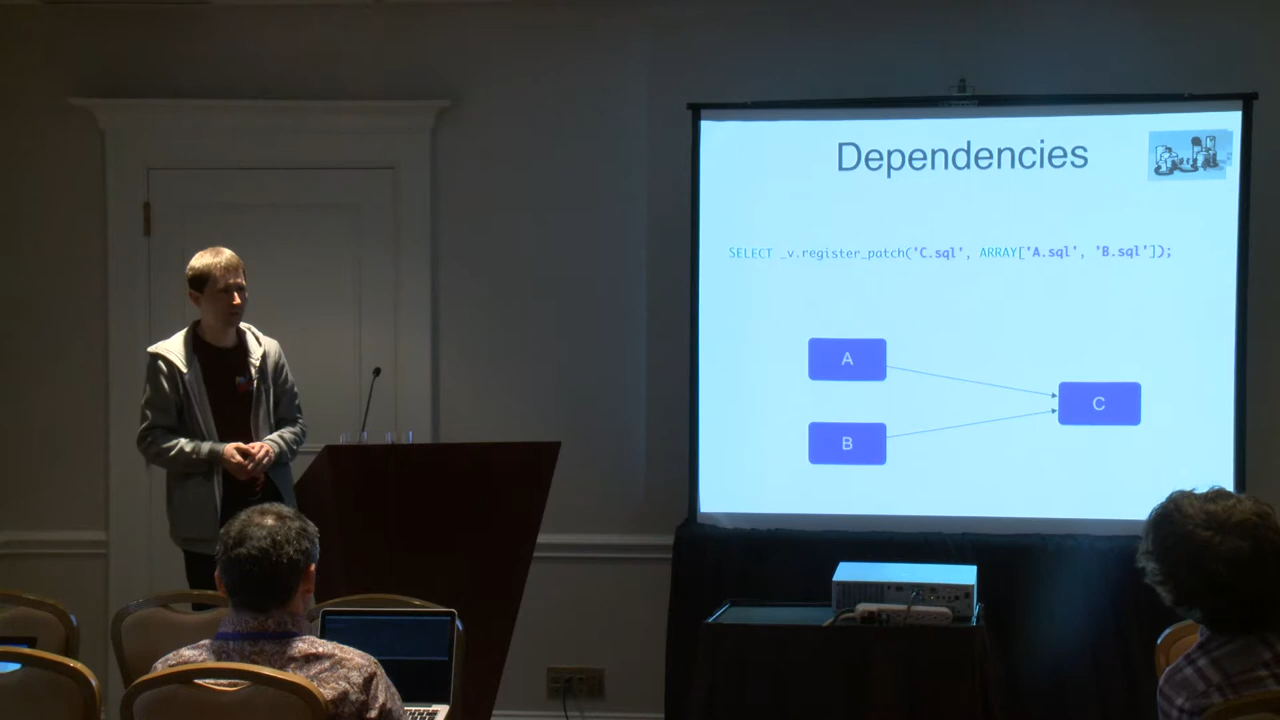 Dependencies
SELECT _v.register_patch('C.sql', ARRAY['A.sql', 'B.sql']);
A
C
B